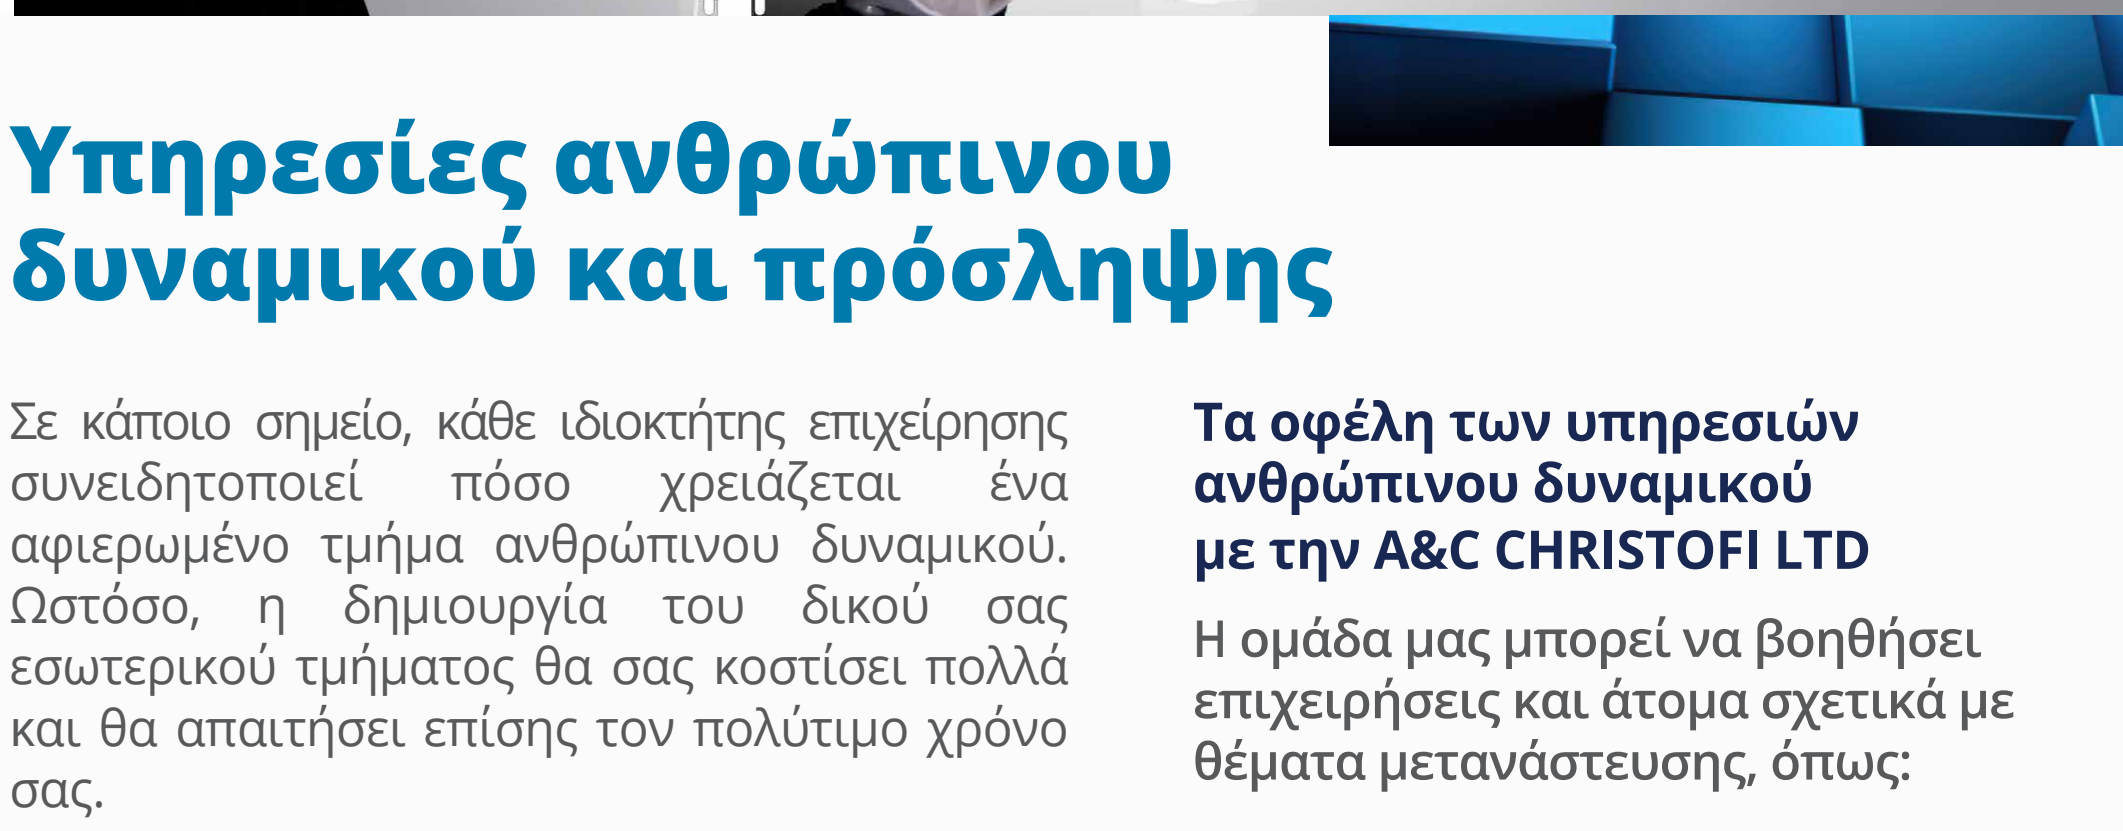 Υπηρεσίες ανθρώπινου
δυναμικού και πρόσληψης
Σε κάποιο σημείο, κάθε ιδιοκτήτης επιχείρησης
συνειδητοποιεί πόσο χρειάζεται ένα
αφιερωμένο τμήμα ανθρώπινου δυναμικού.
Ωστόσο, η δημιουργία του δικού σας
εσωτερικού τμήματος θα σας κοστίσει πολλά
και θα απαιτήσει επίσης τον πολύτιμο χρόνο
σας.
Τα οφέλη των υπηρεσιών
ανθρώπινου δυναμικού
με την A&C CHRISTOFI LTD
Η ομάδα μας μπορεί να βοηθήσει
επιχειρήσεις και άτομα σχετικά με
θέματα μετανάστευσης, όπως: